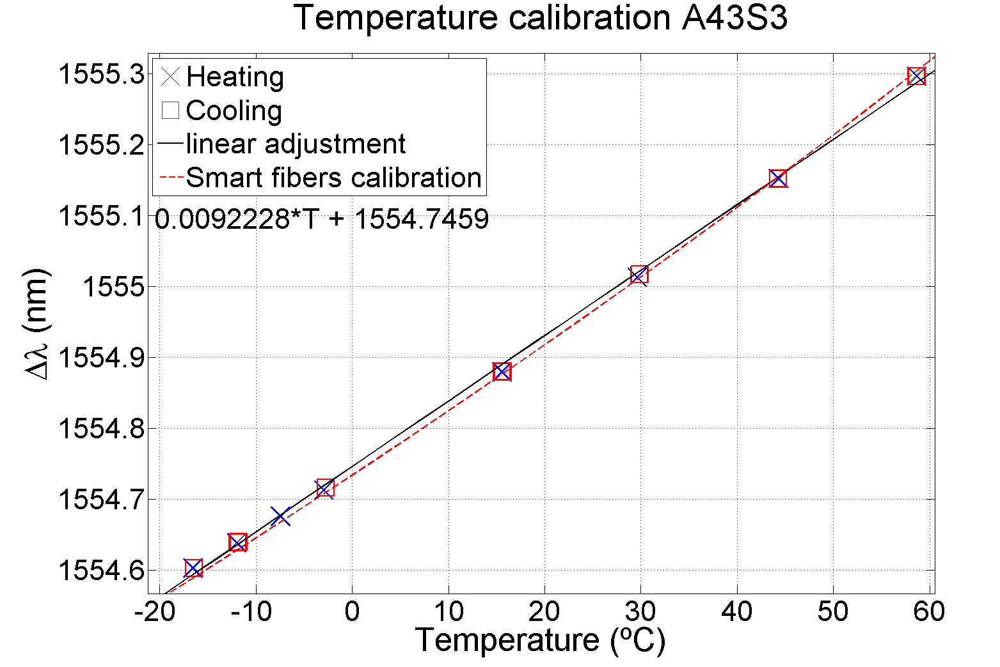 Temperature calibration A43S3
Heating
Cooling
linear adjustment
Smart fibers calibration
0.0092228*T + 1554.7459
1555.3
1555.2
1555.1
1555
1554.9
1554.8
1554.7
1554.6
Δλ (nm)
-20 -10 0 10 20 30 40 50 60
Temperature (ºC)